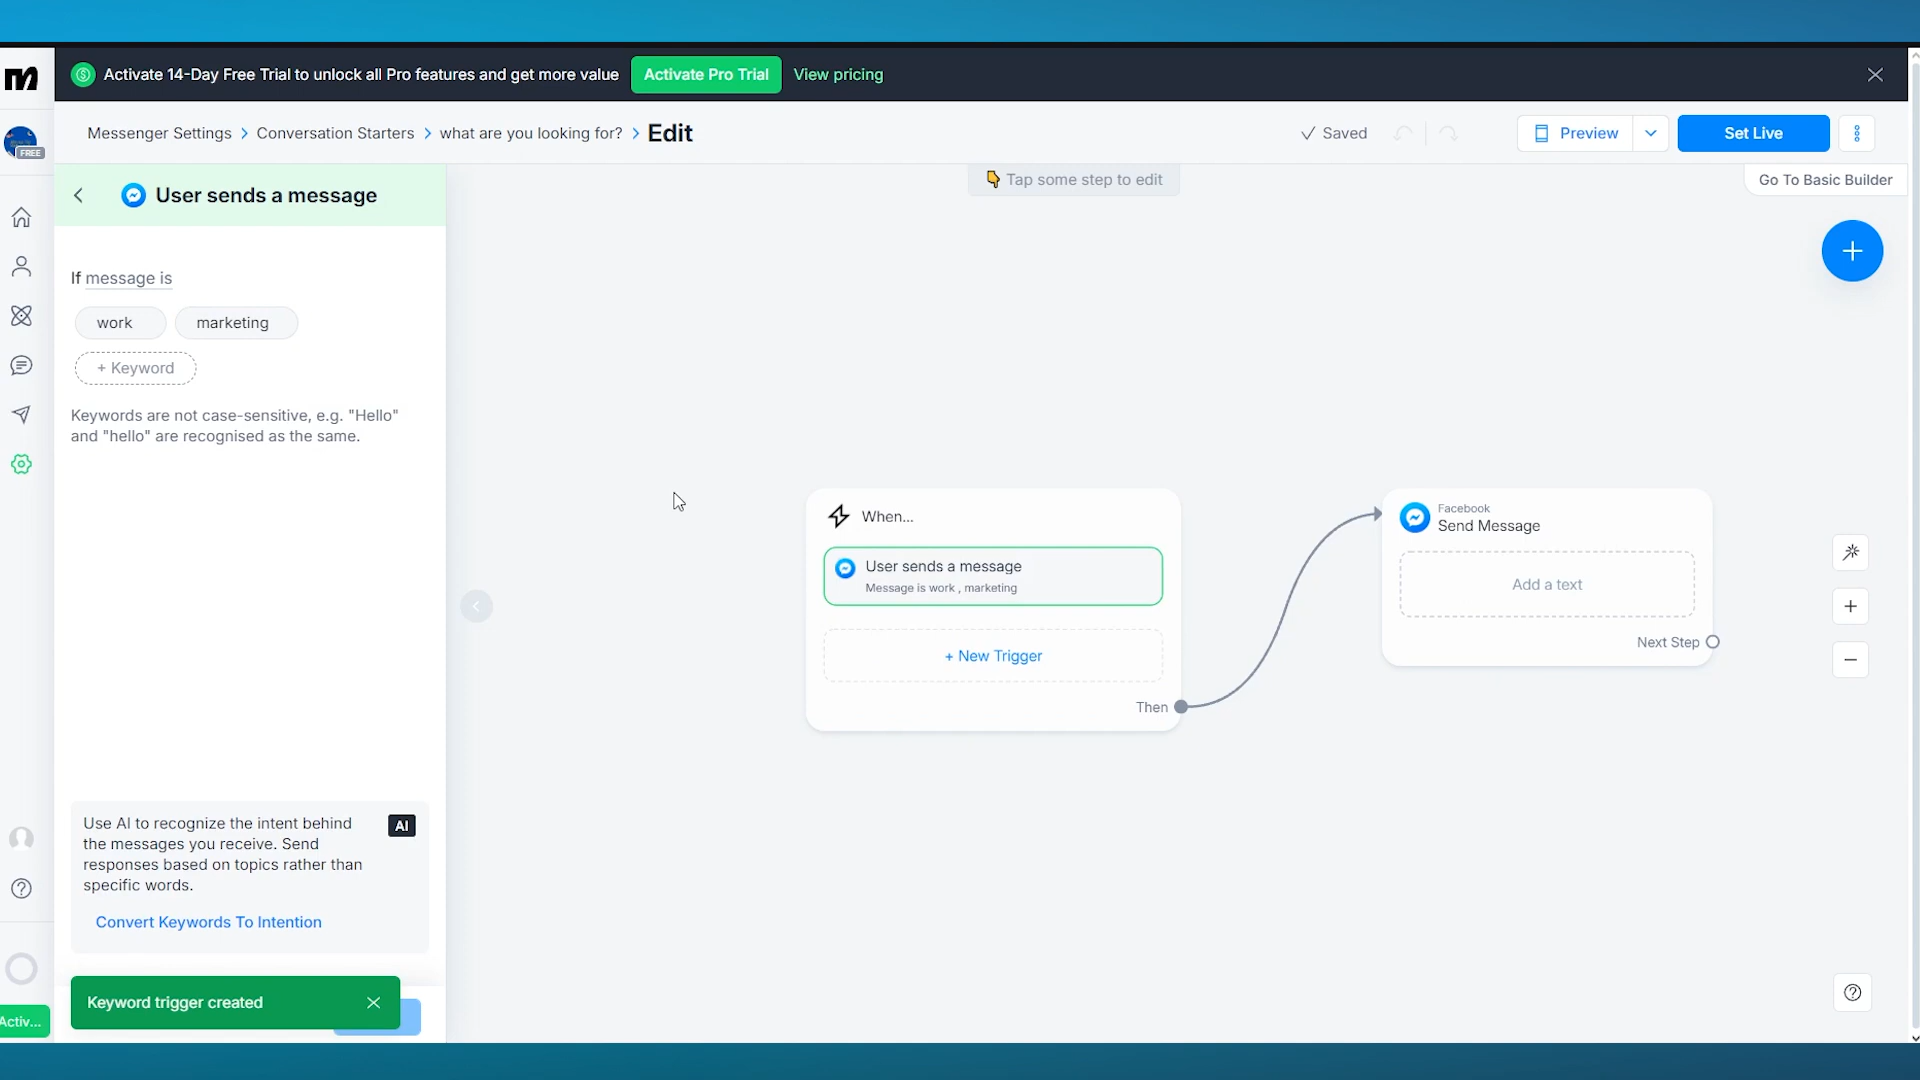 Activate 14-Day Free Trial to unlock all Pro features and get more value
Activate Pro Trial
View pricing
FREE
Messenger Settings > Conversation Starters > what are you looking for? > Edit
Saved
Preview
Set Live
User sends a message
Tap some step to edit
Go To Basic Builder
If message is
work
marketing
+ Keyword
Keywords are not case-sensitive, e.g. "Hello"
and "hello" are recognised as the same.
When...
User sends a message
Message is work , marketing
+ New Trigger
Then
Facebook
Send Message
Add a text
Next Step
Use AI to recognize the intent behind
the messages you receive. Send
responses based on topics rather than
specific words.
AI
Convert Keywords To Intention
Keyword trigger created
Activ...